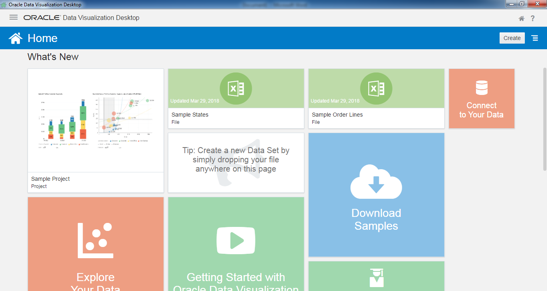 Oracle Data Visualization Desktop
ORACLE Data Visualization Desktop
?
Home
Create
What's New
Sample Project
Project
Updated Mar 29, 2016
Sample States
File
Updated Mar 29, 2016
Sample Order Lines
File
Connect
to Your Data
Tip: Create a new Data Set by
simply dropping your file
anywhere on this page
Download
Samples
Explore
Your Data
Getting Started with
Oracle Data Visualization